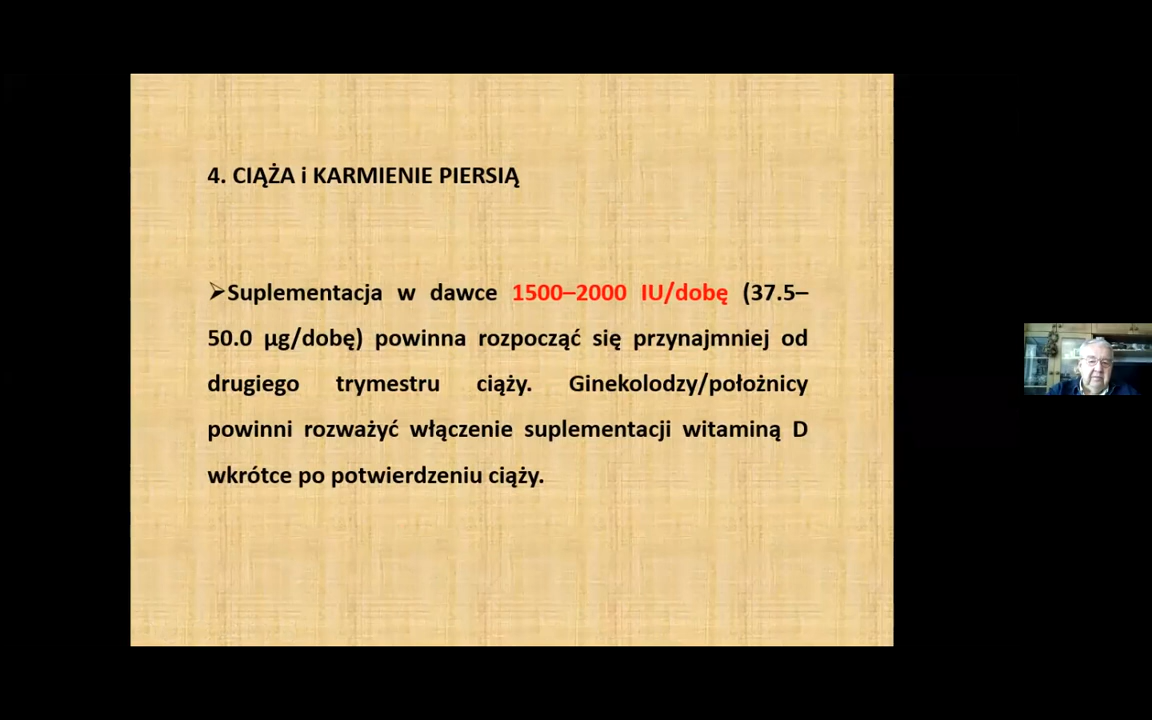 4. CIĄŻA i KARMIENIE PIERSIĄ
➢Suplementacja w dawce 1500–2000 IU/dobę (37.5–
50.0 µg/dobę) powinna rozpocząć się przynajmniej od
drugiego trymestru ciąży. Ginekolodzy/położnicy
powinni rozważyć włączenie suplementacji witaminą D
wkrótce po potwierdzeniu ciąży.